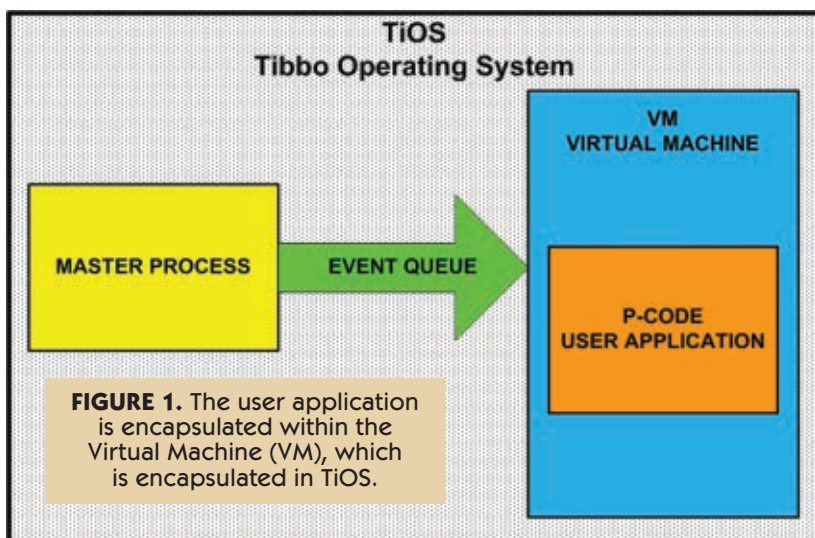 TiOS
Tibbo Operating System
VM
VIRTUAL MACHINE
MASTER PROCESS
EVENT QUEUE
P-CODE
USER APPLICATION
FIGURE 1. The user application
is encapsulated within the
Virtual Machine (VM), which
is encapsulated in TiOS.